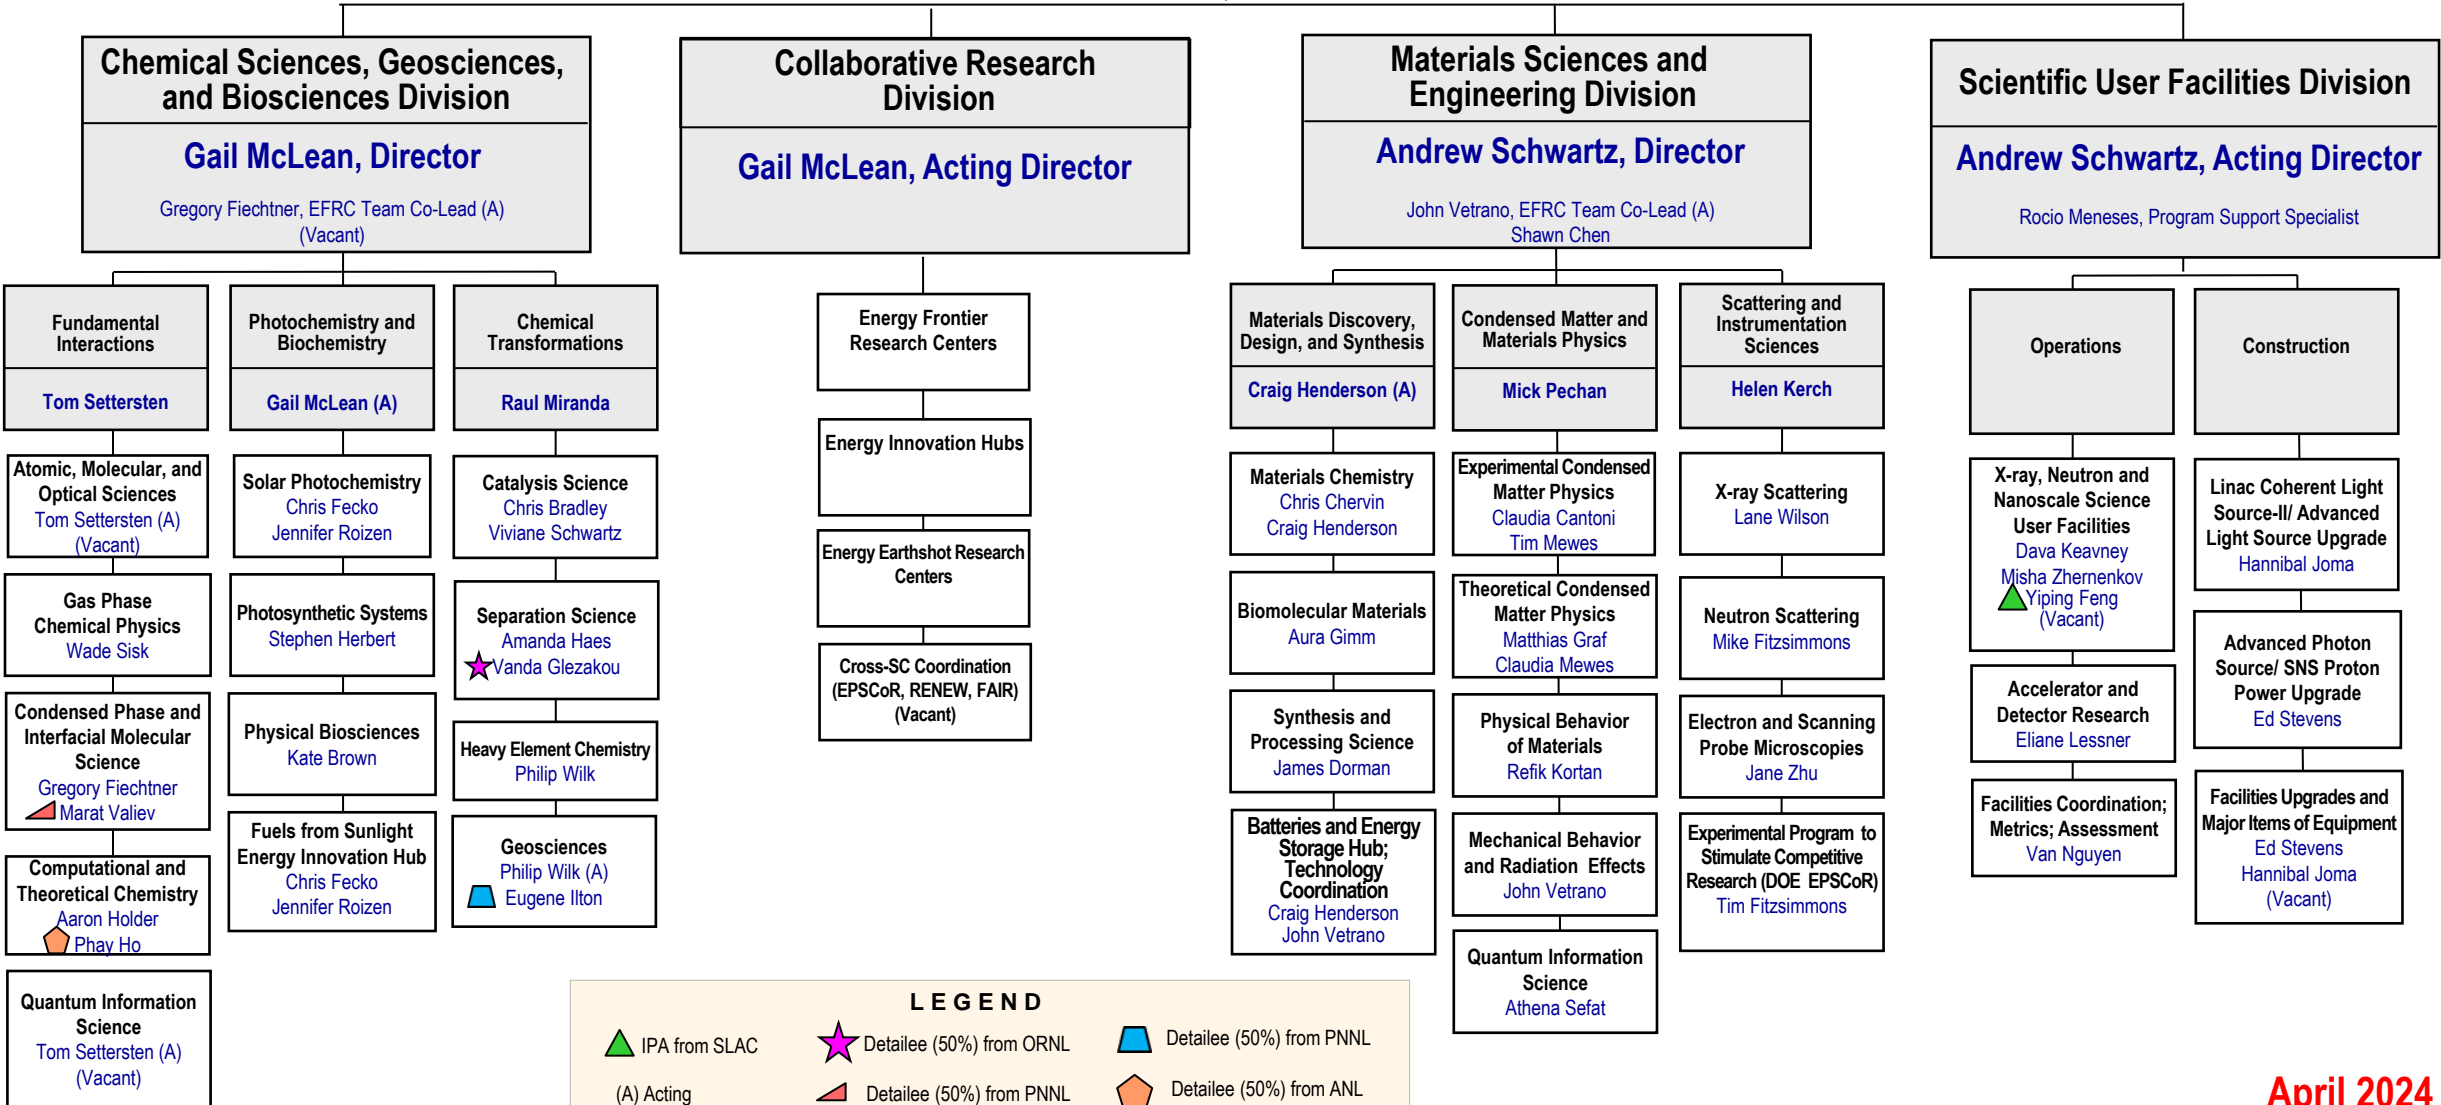 Chemical Sciences, Geosciences,
and Biosciences Division
Gail McLean, Director
Gregory Fiechtner, EFRC Team Co-Lead (A)
(Vacant)
Fundamental
Interactions
Tom Settersten
Atomic, Molecular, and
Optical Sciences
Tom Settersten (A)
(Vacant)
Gas Phase
Chemical Physics
Wade Sisk
Condensed Phase and
Interfacial Molecular
Science
Gregory Fiechtner
Marat Valiev
Computational and
Theoretical Chemistry
Aaron Holder
Phay Ho
Quantum Information
Science
Tom Settersten (A)
(Vacant)
Photochemistry and
Biochemistry
Gail McLean (A)
Solar Photochemistry
Chris Fecko
Jennifer Roizen
Photosynthetic Systems
Stephen Herbert
Physical Biosciences
Kate Brown
Fuels from Sunlight
Energy Innovation Hub
Chris Fecko
Jennifer Roizen
Chemical
Transformations
Raul Miranda
Catalysis Science
Chris Bradley
Viviane Schwartz
Separation Science
Amanda Haes
Vanda Glezakou
Heavy Element Chemistry
Philip Wilk
Geosciences
Philip Wilk (A)
Eugene Ilton
Collaborative Research
Division
Gail McLean, Acting Director
Energy Frontier
Research Centers
Energy Innovation Hubs
Energy Earthshot Research
Centers
Cross-SC Coordination
(EPSCoR, RENEW, FAIR)
(Vacant)
Materials Sciences and
Engineering Division
Andrew Schwartz, Director
John Vetrano, EFRC Team Co-Lead (A)
Shawn Chen
Materials Discovery,
Design, and Synthesis
Craig Henderson (A)
Materials Chemistry
Chris Chervin
Craig Henderson
Biomolecular Materials
Aura Gimm
Synthesis and
Processing Science
James Dorman
Batteries and Energy
Storage Hub;
Technology
Coordination
Craig Henderson
John Vetrano
Condensed Matter and
Materials Physics
Mick Pechan
Experimental Condensed
Matter Physics
Claudia Cantoni
Tim Mewes
Theoretical Condensed
Matter Physics
Matthias Graf
Claudia Mewes
Physical Behavior
of Materials
Refik Kortan
Mechanical Behavior
and Radiation Effects
John Vetrano
Quantum Information
Science
Athena Sefat
Scattering and
Instrumentation
Sciences
Helen Kerch
X-ray Scattering
Lane Wilson
Neutron Scattering
Mike Fitzsimmons
Electron and Scanning
Probe Microscopies
Jane Zhu
Experimental Program to
Stimulate Competitive
Research (DOE EPSCoR)
Tim Fitzsimmons
Scientific User Facilities Division
Andrew Schwartz, Acting Director
Rocio Meneses, Program Support Specialist
Operations
X-ray, Neutron and
Nanoscale Science
User Facilities
Dava Keavney
Misha Zhernenkov
Yiping Feng
(Vacant)
Accelerator and
Detector Research
Eliane Lessner
Facilities Coordination;
Metrics; Assessment
Van Nguyen
Construction
Linac Coherent Light
Source-II/ Advanced
Light Source Upgrade
Hannibal Joma
Advanced Photon
Source/ SNS Proton
Power Upgrade
Ed Stevens
Facilities Upgrades and
Major Items of Equipment
Ed Stevens
Hannibal Joma
(Vacant)
LEGEND
IPA from SLAC
Detailee (50%) from ORNL
Detailee (50%) from PNNL
(A) Acting
Detailee (50%) from PNNL
Detailee (50%) from ANL
April 2024